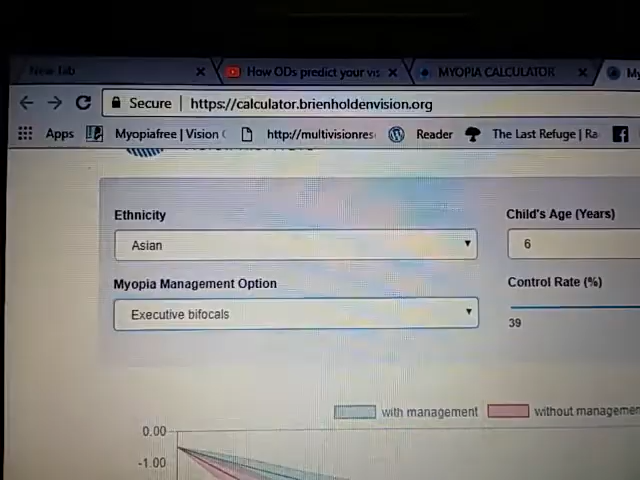 New Tab
How ODs predict your vis
MYOPIA CALCULATOR
My
Secure | https://calculator.brienholdenvision.org
Apps
Myopiafree | Vision C
http://multivisionres
Reader
The Last Refuge | Ra
Ethnicity
Child's Age (Years)
Asian
6
Myopia Management Option
Control Rate (%)
Executive bifocals
39
with management
without manageme
0.00
-1.00